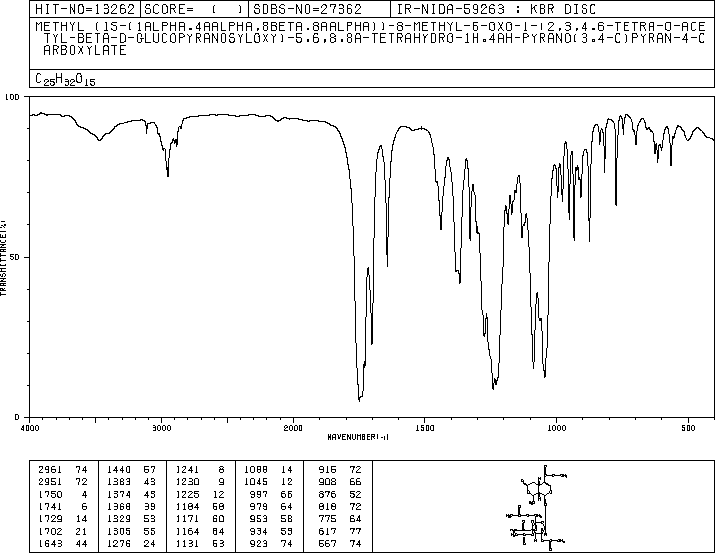 HIT-NO=13262 SCORE= ( ) SDBS-NO=27362 IR-NIDA-59263 : KBR DISC
METHYL (1S-(1ALPHA,4AALPHA,8BETA,8AALPHA))-8-METHYL-6-OXO-1-(2,3,4,6-TETRA-O-ACE
TYL-BETA-D-GLUCOPYRANOSYLOXY)-5,6,8,8A-TETRAHYDRO-1H,4AH-PYRANO(3,4-C)PYRAN-4-C
ARBOXYLATE
C25H32O15
100
50
0
TRANSMITTANCE(%)
4000 3000 2000 1500 1000 500
WAVENUMBER(-1)
2961 74 1440 57 1241 8 1088 14 915 72
2951 72 1383 43 1230 9 1045 12 908 66
1750 4 1374 46 1225 12 997 66 876 52
1741 6 1368 39 1184 58 979 64 818 72
1729 14 1329 53 1171 60 953 58 775 64
1702 21 1305 55 1164 84 934 59 617 77
1643 44 1276 24 1131 53 923 74 567 74